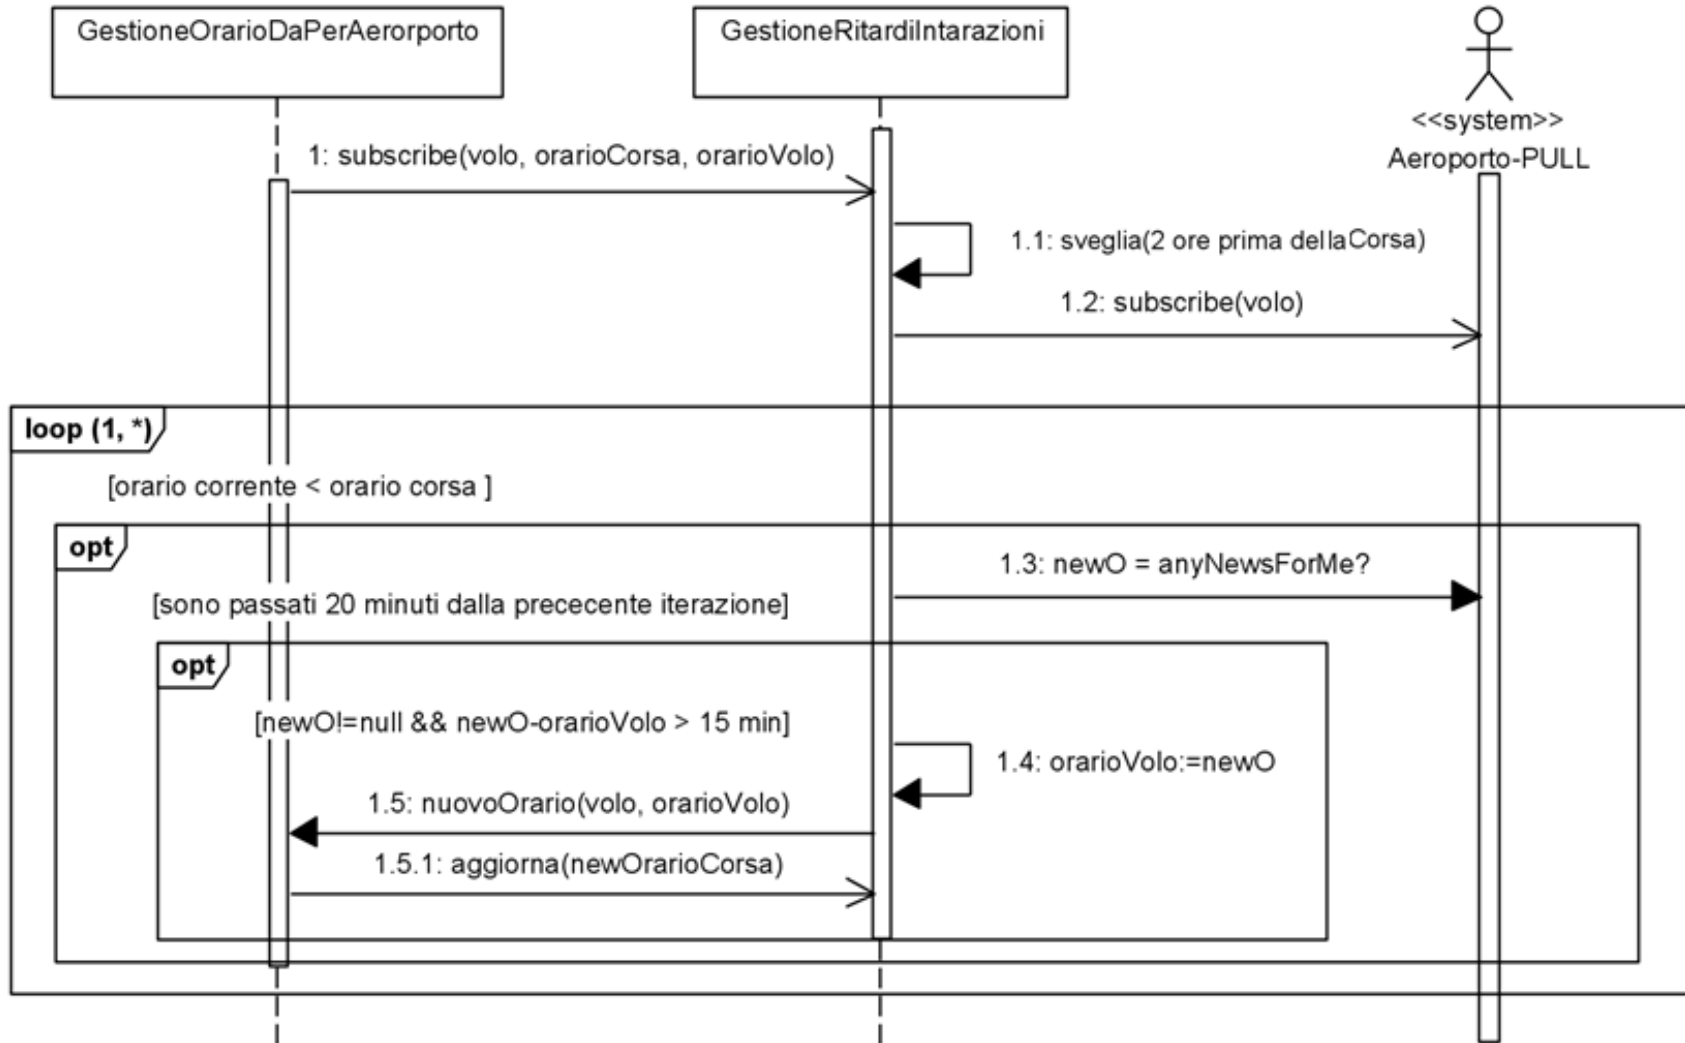 GestioneOrarioDaPerAerorporto
GestioneRitardiIntarazioni
<<system>>
Aeroporto-PULL
1: subscribe(volo, orarioCorsa, orarioVolo)
1.1: sveglia(2 ore prima dellaCorsa)
1.2: subscribe(volo)
loop (1, *)
[orario corrente < orario corsa ]
opt
1.3: newO = anyNewsForMe?
[sono passati 20 minuti dalla prececente iterazione]
opt
[newO!=null && newO-orarioVolo > 15 min]
1.4: orarioVolo:=newO
1.5: nuovoOrario(volo, orarioVolo)
1.5.1: aggiorna(newOrarioCorsa)